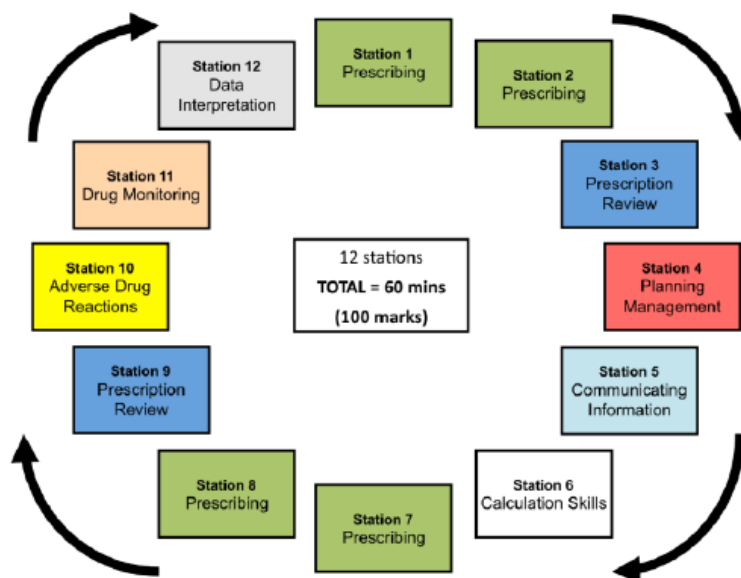 Station 1
Prescribing
Station 2
Prescribing
Station 3
Prescription
Review
Station 4
Planning
Management
Station 5
Communicating
Information
Station 6
Calculation Skills
Station 7
Prescribing
Station 8
Prescribing
Station 9
Prescription
Review
Station 10
Adverse Drug
Reactions
Station 11
Drug Monitoring
Station 12
Data
Interpretation
12 stations
TOTAL = 60 mins
(100 marks)